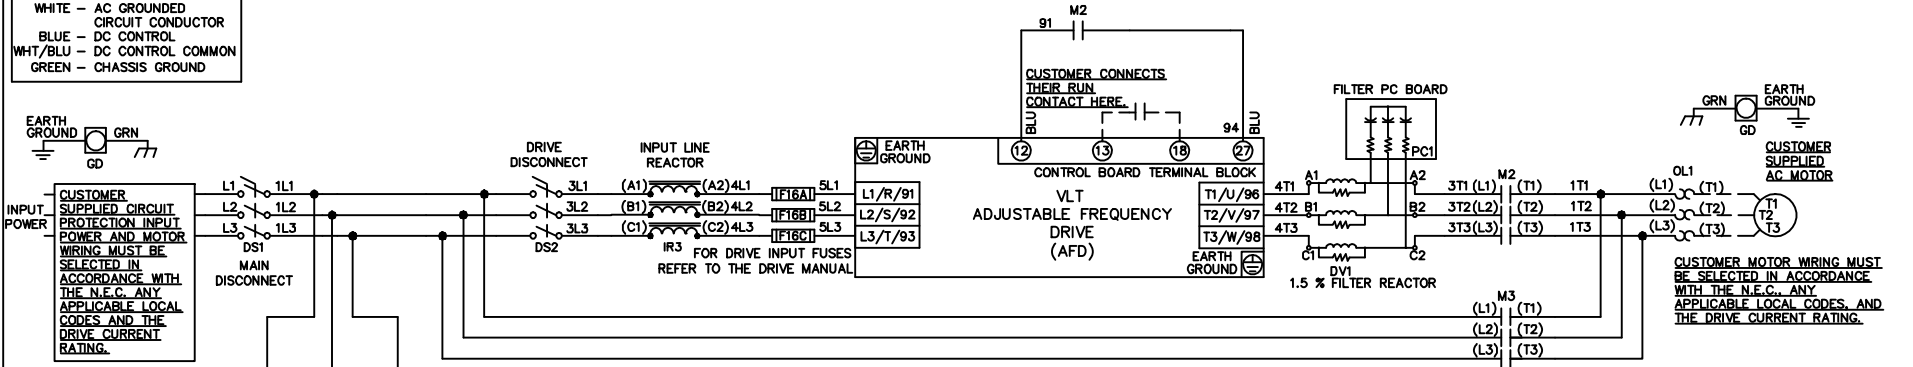 WHITE – AC GROUNDED
CIRCUIT CONDUCTOR
BLUE – DC CONTROL
WHT/BLU – DC CONTROL COMMON
GREEN – CHASSIS GROUND
EARTH
GROUND
GRN
GD
INPUT
POWER
CUSTOMER
SUPPLIED CIRCUIT
PROTECTION INPUT
POWER AND MOTOR
WIRING MUST BE
SELECTED IN
ACCORDANCE WITH
THE N.E.C. ANY
APPLICABLE LOCAL
CODES AND THE
DRIVE CURRENT
RATING.
L1 1L1
L2 1L2
L3 1L3
DS1
MAIN
DISCONNECT
DRIVE
DISCONNECT
3L1
3L2
3L3
DS2
INPUT LINE
REACTOR
(A1) (A2) 4L1
(B1) (B2) 4L2
(C1) (C2) 4L3
IR3
F16A 5L1
F16B 5L2
F16C 5L3
FOR DRIVE INPUT FUSES
REFER TO THE DRIVE MANUAL
M2
91
CUSTOMER CONNECTS
THEIR RUN
CONTACT HERE.
BLU
94
BLU
12
13
18
27
EARTH
GROUND
CONTROL BOARD TERMINAL BLOCK
L1/R/91
L2/S/92
L3/T/93
VLT
ADJUSTABLE FREQUENCY
DRIVE
(AFD)
T1/U/96
T2/V/97
T3/W/98
EARTH
GROUND
FILTER PC BOARD
PC1
4T1 A1 A2
4T2 B1 B2
4T3 C1 C2
DV1
1.5 % FILTER REACTOR
M2
3T1 (L1) (T1) 1T1
3T2 (L2) (T2) 1T2
3T3 (L3) (T3) 1T3
M3
(L1) (T1)
(L2) (T2)
(L3) (T3)
GRN
GD
EARTH
GROUND
CUSTOMER
SUPPLIED
AC MOTOR
OL1
(L1) (T1)
(L2) (T2)
(L3) (T3)
T1
T2
T3
CUSTOMER MOTOR WIRING MUST
BE SELECTED IN ACCORDANCE
WITH THE N.E.C., ANY
APPLICABLE LOCAL CODES, AND
THE DRIVE CURRENT RATING.